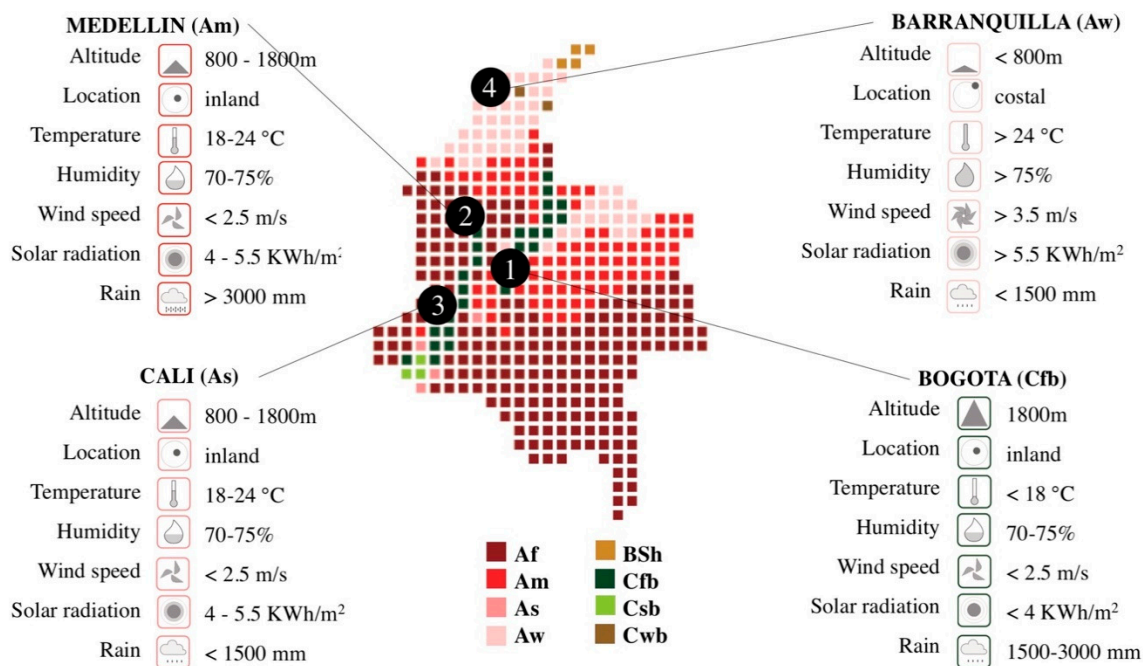 MEDELLIN (Am)
Altitude 800 - 1800m
Location inland
Temperature 18-24 °C
Humidity 70-75%
Wind speed < 2.5 m/s
Solar radiation 4 - 5.5 KWh/m²
Rain > 3000 mm
BARRANQUILLA (Aw)
Altitude < 800m
Location costal
Temperature > 24 °C
Humidity > 75%
Wind speed > 3.5 m/s
Solar radiation > 5.5 KWh/m²
Rain < 1500 mm
4
2
1
3
CALI (As)
Altitude 800 - 1800m
Location inland
Temperature 18-24 °C
Humidity 70-75%
Wind speed < 2.5 m/s
Solar radiation 4 - 5.5 KWh/m²
Rain < 1500 mm
BOGOTA (Cfb)
Altitude 1800m
Location inland
Temperature < 18 °C
Humidity 70-75%
Wind speed < 2.5 m/s
Solar radiation < 4 KWh/m²
Rain 1500-3000 mm
Af
Am
As
Aw
BSh
Cfb
Csb
Cwb